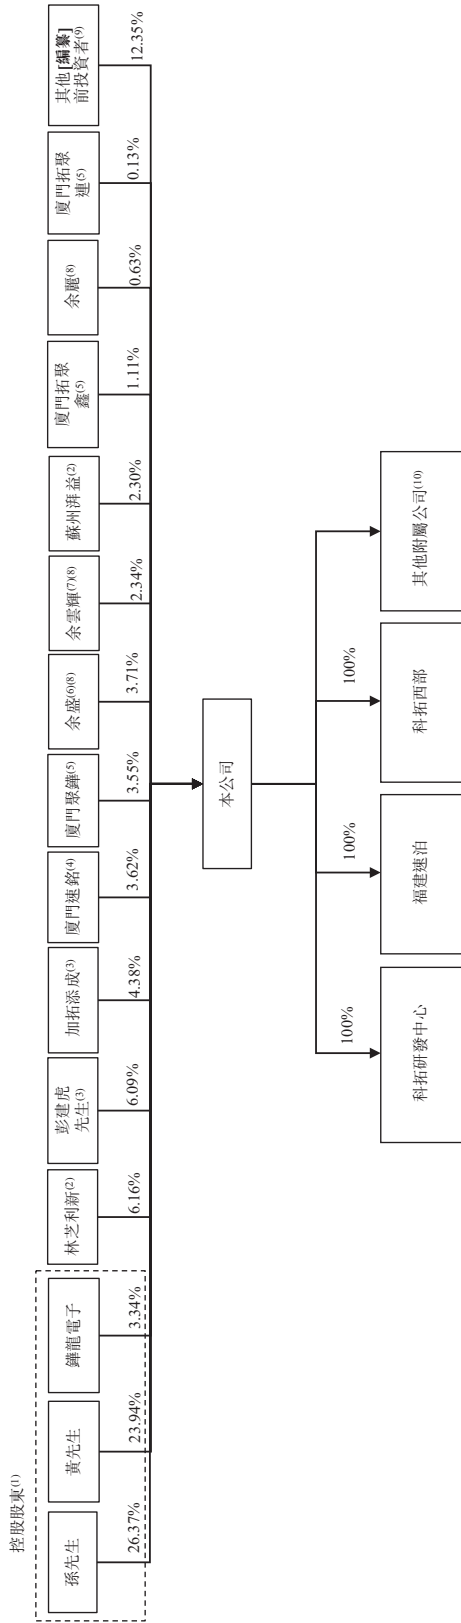 控股股東(1)
孫先生
黃先生
鏵龍電子
林芝利新(2)
彭建虎
先生(3)
加拓添成(3)
廈門速銘(4)
廈門聚鏵(5)
余盛(6)(8)
余雲輝(7)(8)
蘇州湃益(2)
廈門拓聚
鑫(5)
余麗(8)
廈門拓聚
連(5)
其他[編纂]
前投資者(9)
26.37%
23.94%
3.34%
6.16%
6.09%
4.38%
3.62%
3.55%
3.71%
2.34%
2.30%
1.11%
0.63%
0.13%
12.35%
本公司
100%
100%
100%
科拓研發中心
福建速泊
科拓西部
其他附屬公司(10)